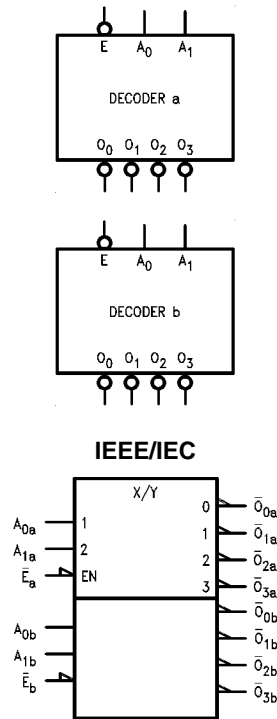 E A₀ A₁
DECODER a
O₀ O₁ O₂ O₃
E A₀ A₁
DECODER b
O₀ O₁ O₂ O₃
IEEE/IEC
X/Y
0 Ō₀ₐ
A₀ₐ 1
1 Ō₁ₐ
A₁ₐ 2
2 Ō₂ₐ
Ēₐ EN
3 Ō₃ₐ
Ō₀b
A₀b
Ō₁b
A₁b
Ō₂b
Ēb
Ō₃b